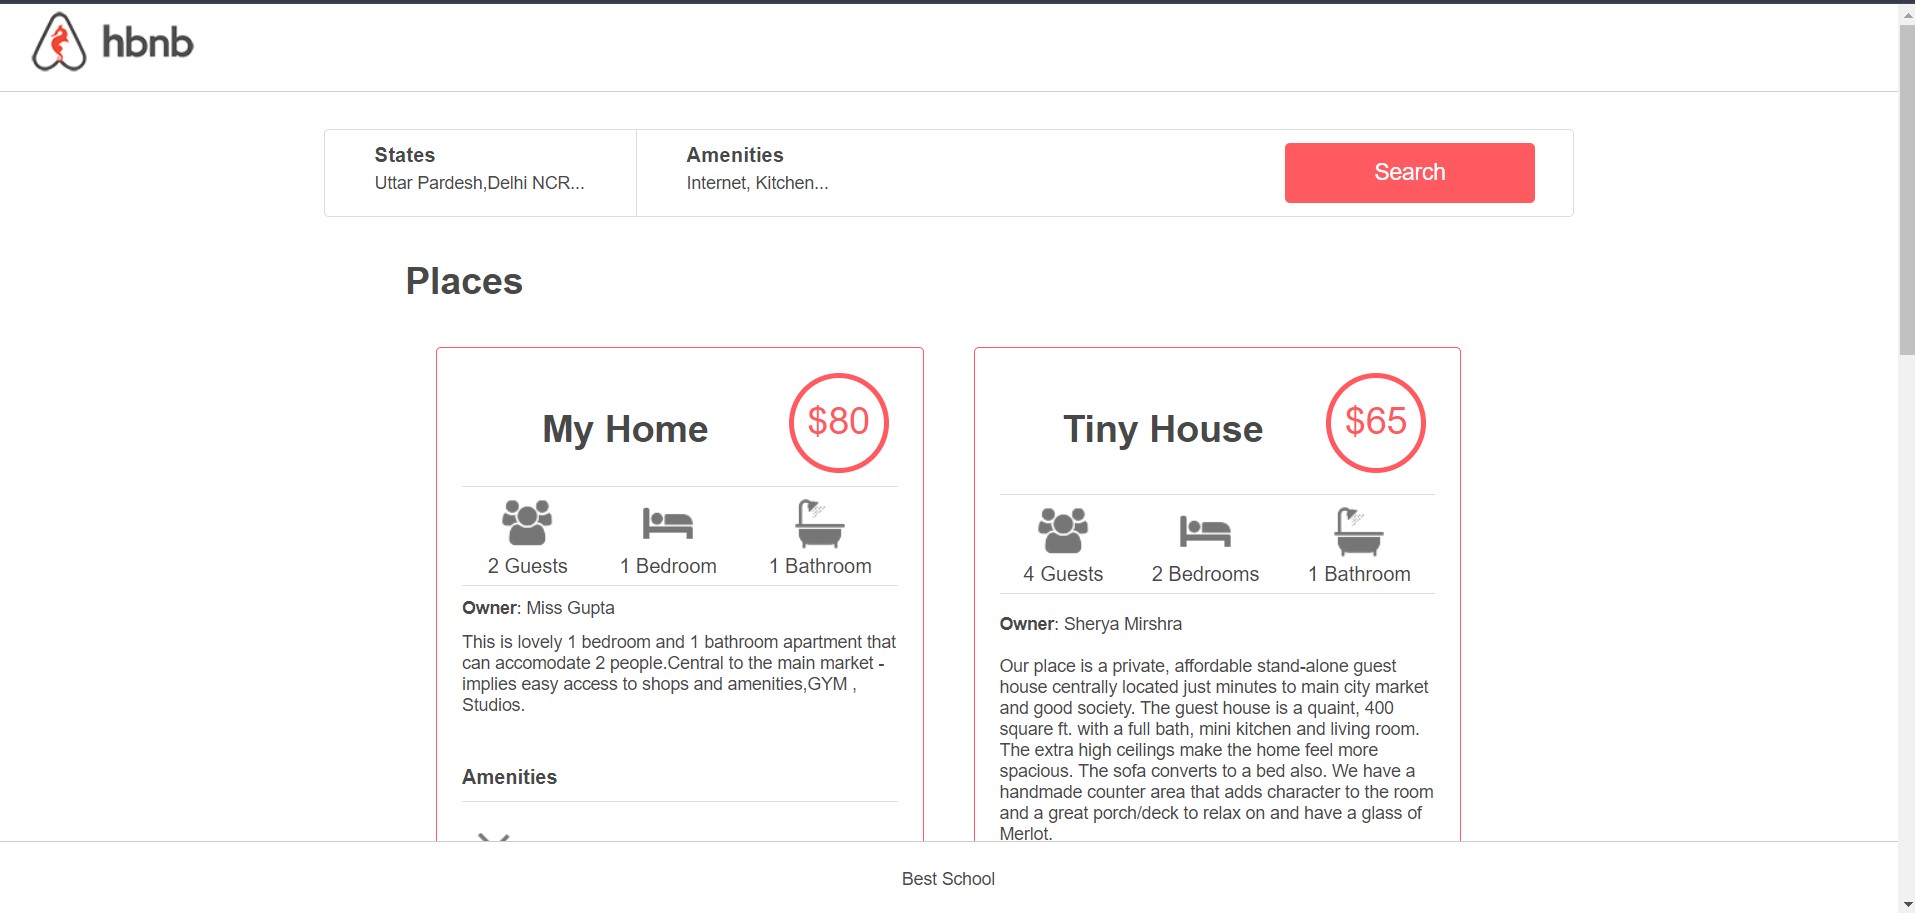 hbnb
States
Uttar Pardesh,Delhi NCR...
Amenities
Internet, Kitchen...
Search
Places
My Home
$80
2 Guests
1 Bedroom
1 Bathroom
Owner: Miss Gupta
This is lovely 1 bedroom and 1 bathroom apartment that
can accomodate 2 people.Central to the main market -
implies easy access to shops and amenities,GYM ,
Studios.
Amenities
Tiny House
$65
4 Guests
2 Bedrooms
1 Bathroom
Owner: Sherya Mirshra
Our place is a private, affordable stand-alone guest
house centrally located just minutes to main city market
and good society. The guest house is a quaint, 400
square ft. with a full bath, mini kitchen and living room.
The extra high ceilings make the home feel more
spacious. The sofa converts to a bed also. We have a
handmade counter area that adds character to the room
and a great porch/deck to relax on and have a glass of
Merlot.
Best School